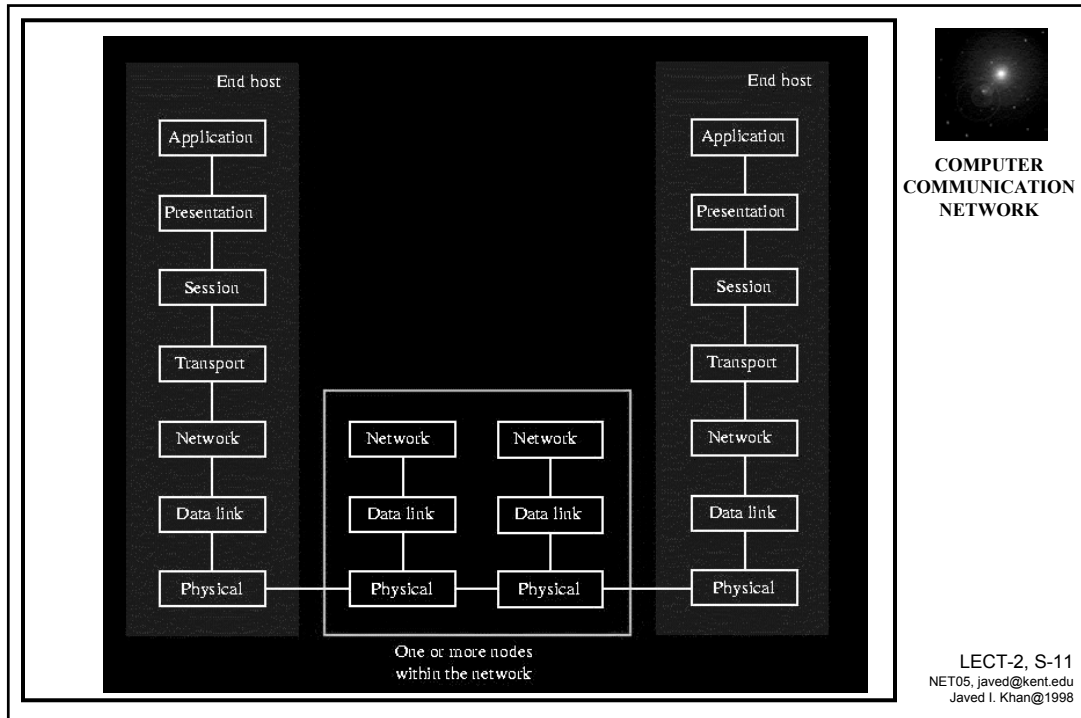 End host
Application
Presentation
Session
Transport
Network
Data link
Physical
Network
Data link
Physical
Network
Data link
Physical
One or more nodes
within the network
End host
Application
Presentation
Session
Transport
Network
Data link
Physical
COMPUTER
COMMUNICATION
NETWORK
LECT-2, S-11
NET05, javed@kent.edu
Javed I. Khan@1998